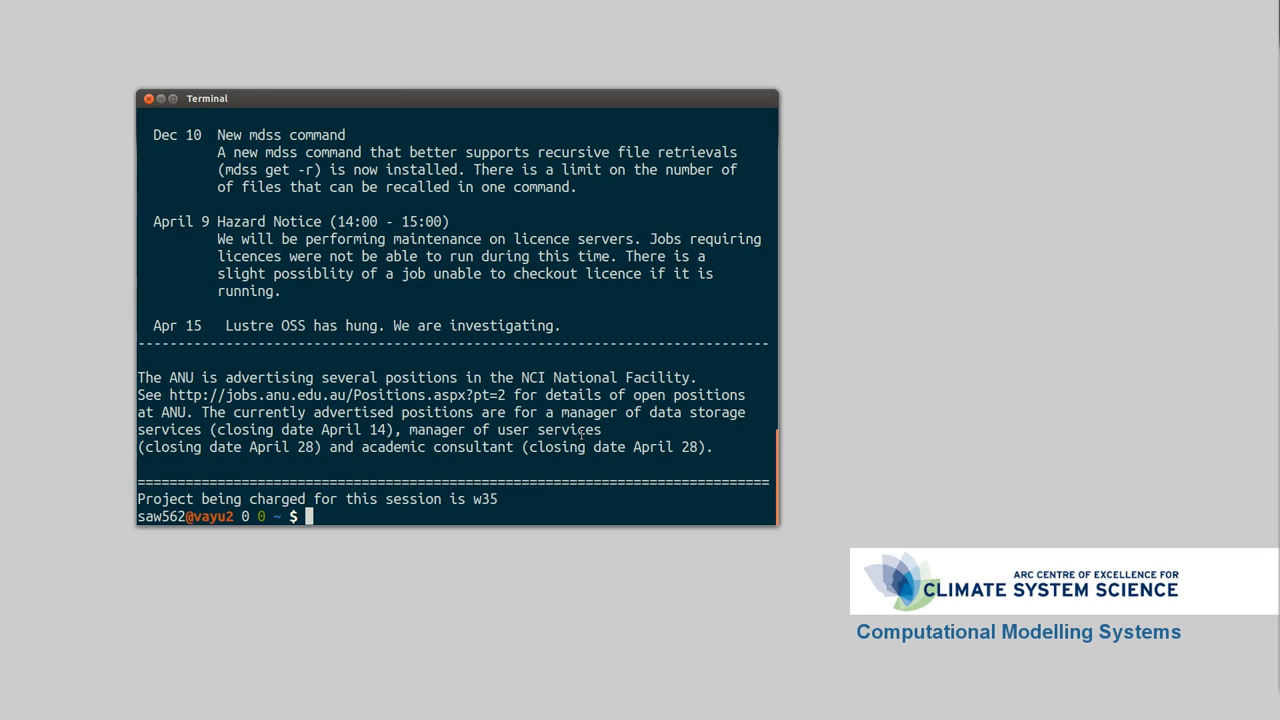 Terminal
Dec 10  New mdss command
A new mdss command that better supports recursive file retrievals
(mdss get -r) is now installed. There is a limit on the number of
of files that can be recalled in one command.
April 9 Hazard Notice (14:00 - 15:00)
We will be performing maintenance on licence servers. Jobs requiring
licences were not be able to run during this time. There is a
slight possiblity of a job unable to checkout licence if it is
running.
Apr 15   Lustre OSS has hung. We are investigating.
-------------------------------------------------------------------------------
The ANU is advertising several positions in the NCI National Facility.
See http://jobs.anu.edu.au/Positions.aspx?pt=2 for details of open positions
at ANU. The currently advertised positions are for a manager of data storage
services (closing date April 14), manager of user services
(closing date April 28) and academic consultant (closing date April 28).
===============================================================================
Project being charged for this session is w35
saw562@vayu2 0 0 ~ $
ARC CENTRE OF EXCELLENCE FOR
CLIMATE SYSTEM SCIENCE
Computational Modelling Systems